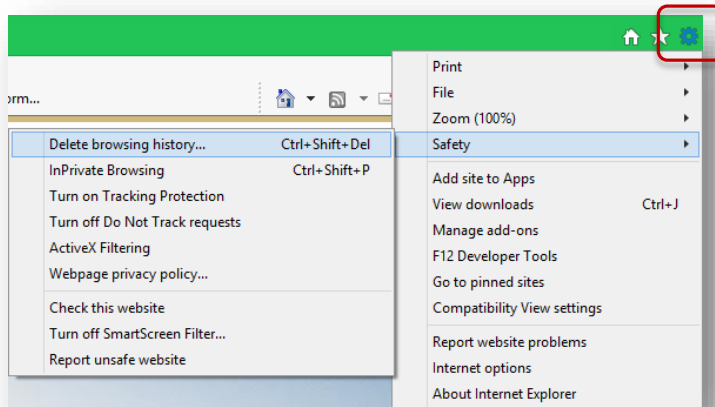 orm...
Print
File
Zoom (100%)
Safety
Add site to Apps
View downloads Ctrl+J
Manage add-ons
F12 Developer Tools
Go to pinned sites
Compatibility View settings
Report website problems
Internet options
About Internet Explorer
Delete browsing history... Ctrl+Shift+Del
InPrivate Browsing Ctrl+Shift+P
Turn on Tracking Protection
Turn off Do Not Track requests
ActiveX Filtering
Webpage privacy policy...
Check this website
Turn off SmartScreen Filter...
Report unsafe website